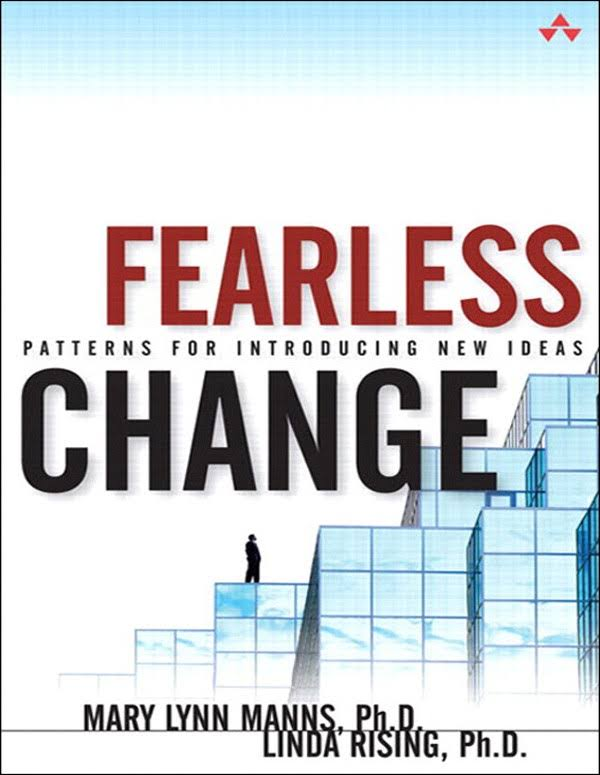 FEARLESS
PATTERNS FOR INTRODUCING NEW IDEAS
CHANGE
MARY LYNN MANNS, Ph.D.
LINDA RISING, Ph.D.